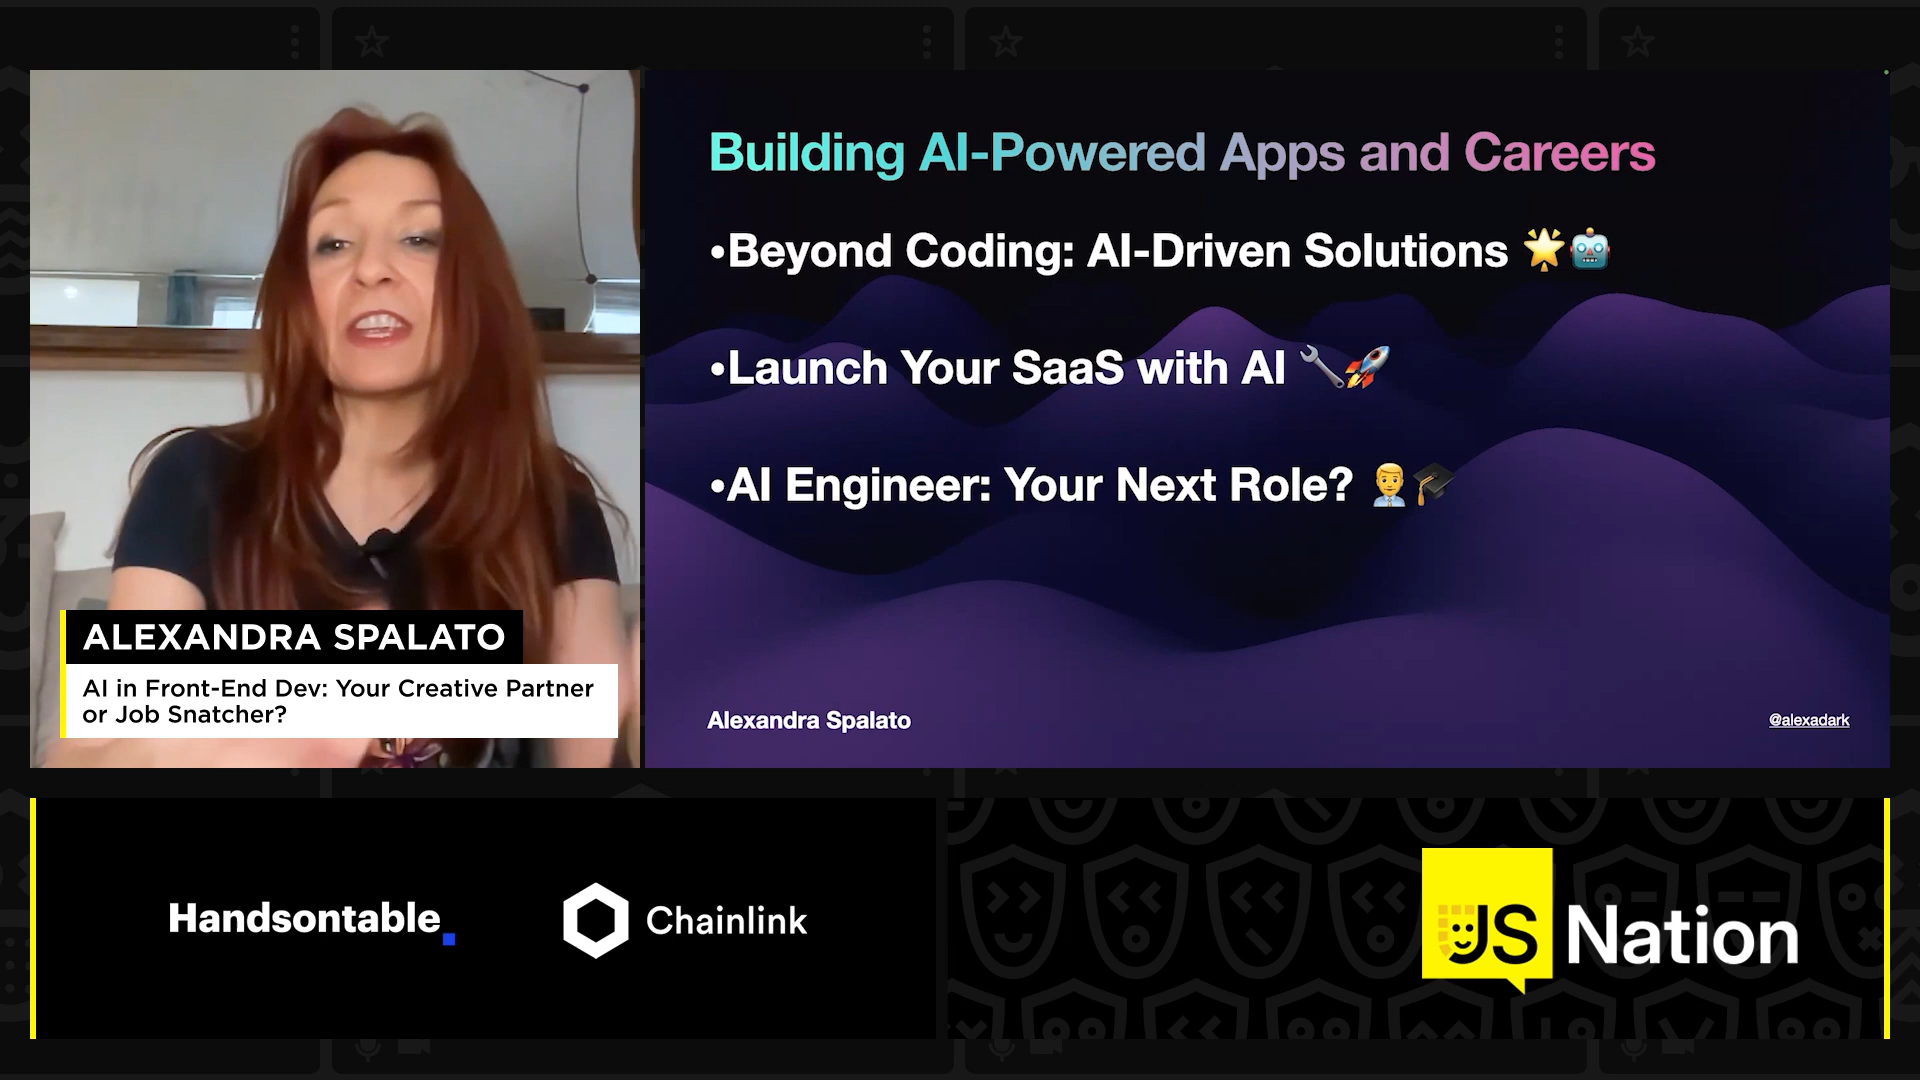 Building AI-Powered Apps and Careers
•Beyond Coding: AI-Driven Solutions 🌟🤖
•Launch Your SaaS with AI 🔧🚀
•AI Engineer: Your Next Role? 👨‍💼🎓
Alexandra Spalato
@alexadark
ALEXANDRA SPALATO
AI in Front-End Dev: Your Creative Partner
or Job Snatcher?
Handsontable
Chainlink
JS Nation